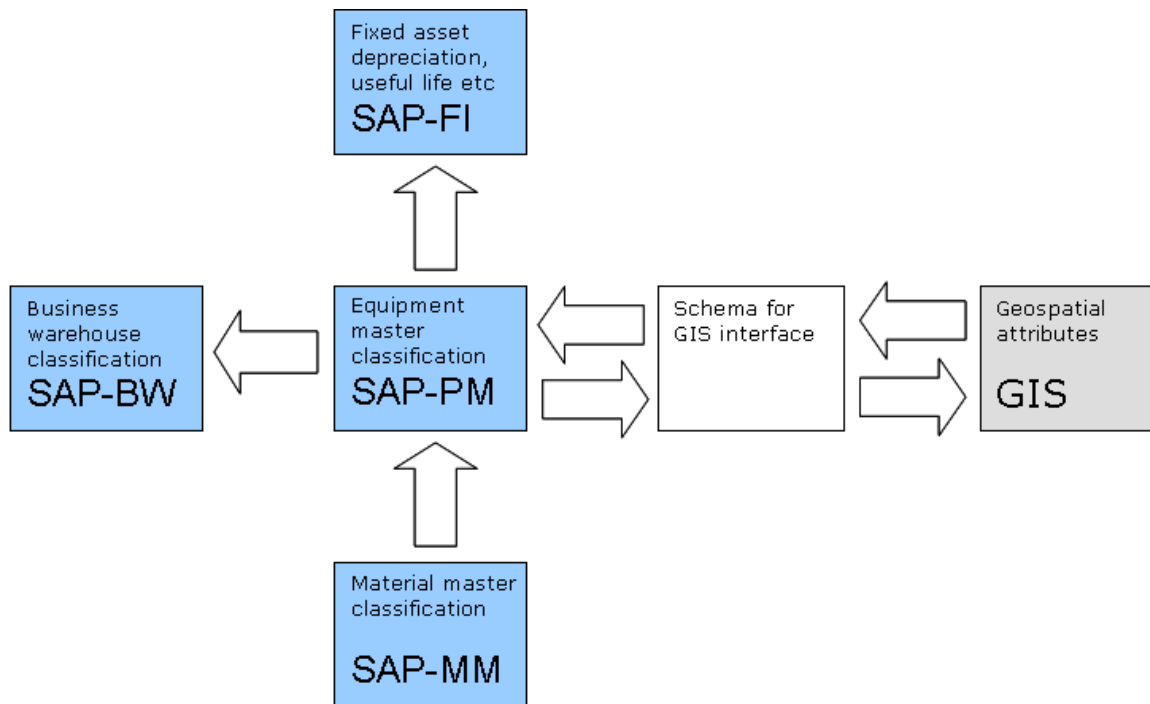 Fixed asset
depreciation,
useful life etc
SAP-FI
Business
warehouse
classification
SAP-BW
Equipment
master
classification
SAP-PM
Schema for
GIS interface
Geospatial
attributes
GIS
Material master
classification
SAP-MM